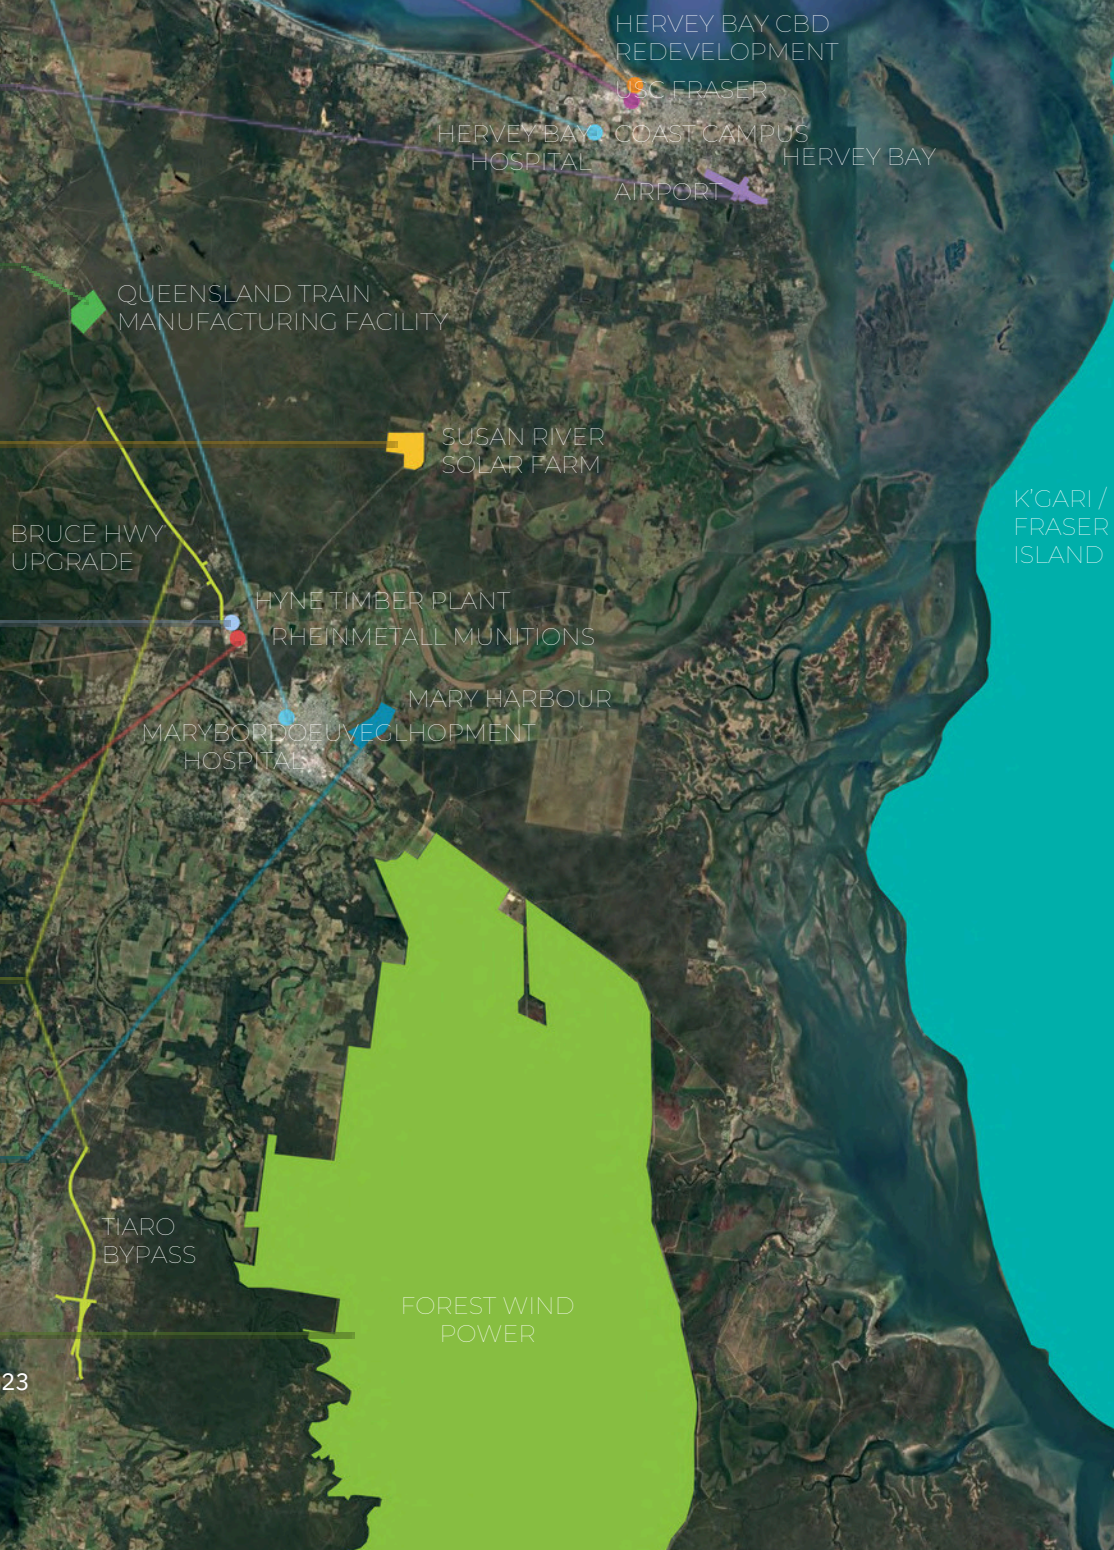 HERVEY BAY CBD
REDEVELOPMENT
USC FRASER
COAST CAMPUS
HERVEY BAY
HOSPITAL
HERVEY BAY
AIRPORT
QUEENSLAND TRAIN
MANUFACTURING FACILITY
SUSAN RIVER
SOLAR FARM
K'GARI /
FRASER
ISLAND
BRUCE HWY
UPGRADE
HYNE TIMBER PLANT
RHEINMETALL MUNITIONS
MARY HARBOUR
MARYBORDOEUVEGLHOPMENT
HOSPITAL
TIARO
BYPASS
FOREST WIND
POWER
23